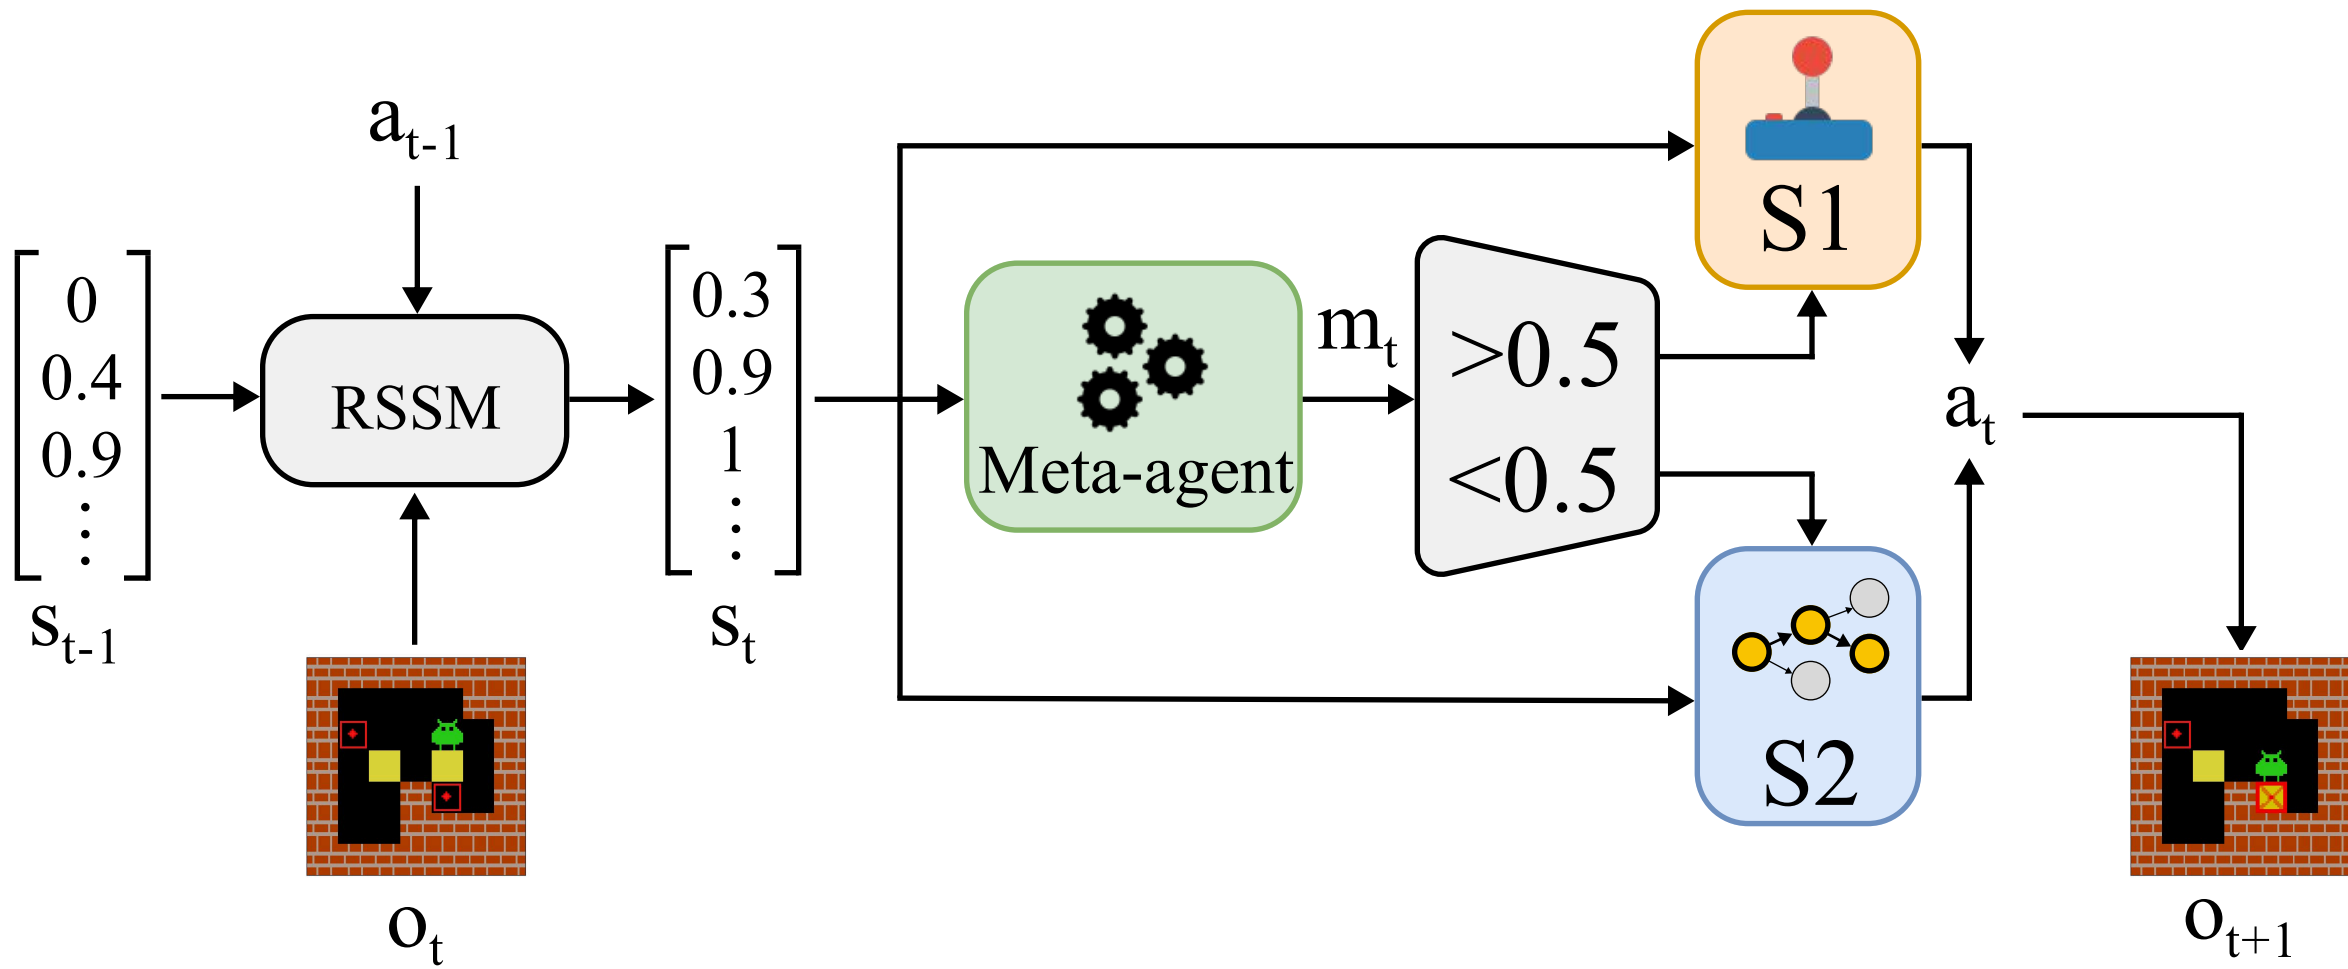 a_{t-1}
0
0.4
0.9
⋮
s_{t-1}
RSSM
o_t
0.3
0.9
1
⋮
s_t
Meta-agent
m_t
>0.5
<0.5
S1
S2
a_t
o_{t+1}